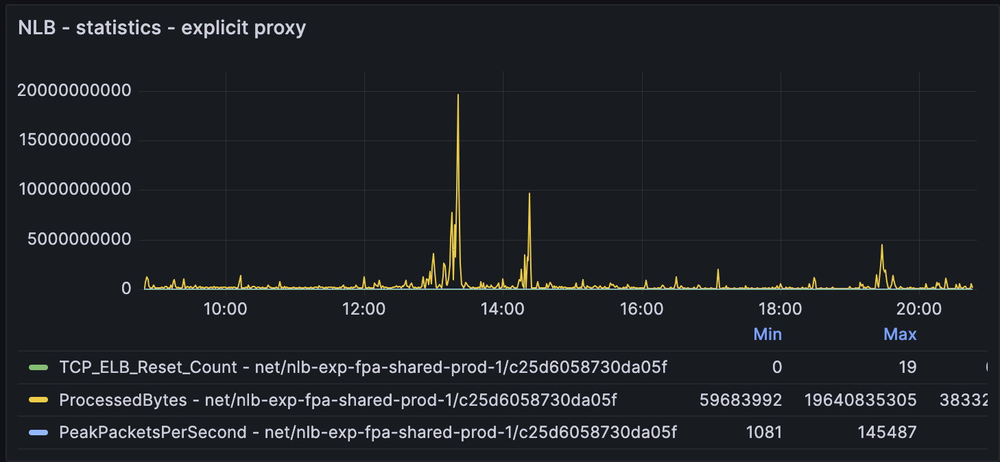 NLB - statistics - explicit proxy
20000000000
15000000000
10000000000
5000000000
0
10:00 12:00 14:00 16:00 18:00 20:00
Min Max
TCP_ELB_Reset_Count - net/nlb-exp-fpa-shared-prod-1/c25d6058730da05f 0 19
ProcessedBytes - net/nlb-exp-fpa-shared-prod-1/c25d6058730da05f 59683992 19640835305 38332
PeakPacketsPerSecond - net/nlb-exp-fpa-shared-prod-1/c25d6058730da05f 1081 145487